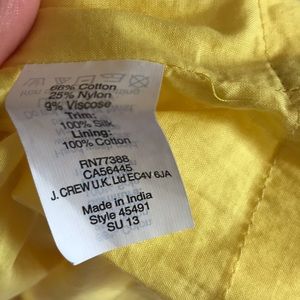 66% Cotton
25% Nylon
9% Viscose
Trim:
100% Silk
Lining:
100% Cotton
RN77388
CA56445
J. CREW U.K. Ltd EC4V 6JA
Made in India
Style 45491
SU 13